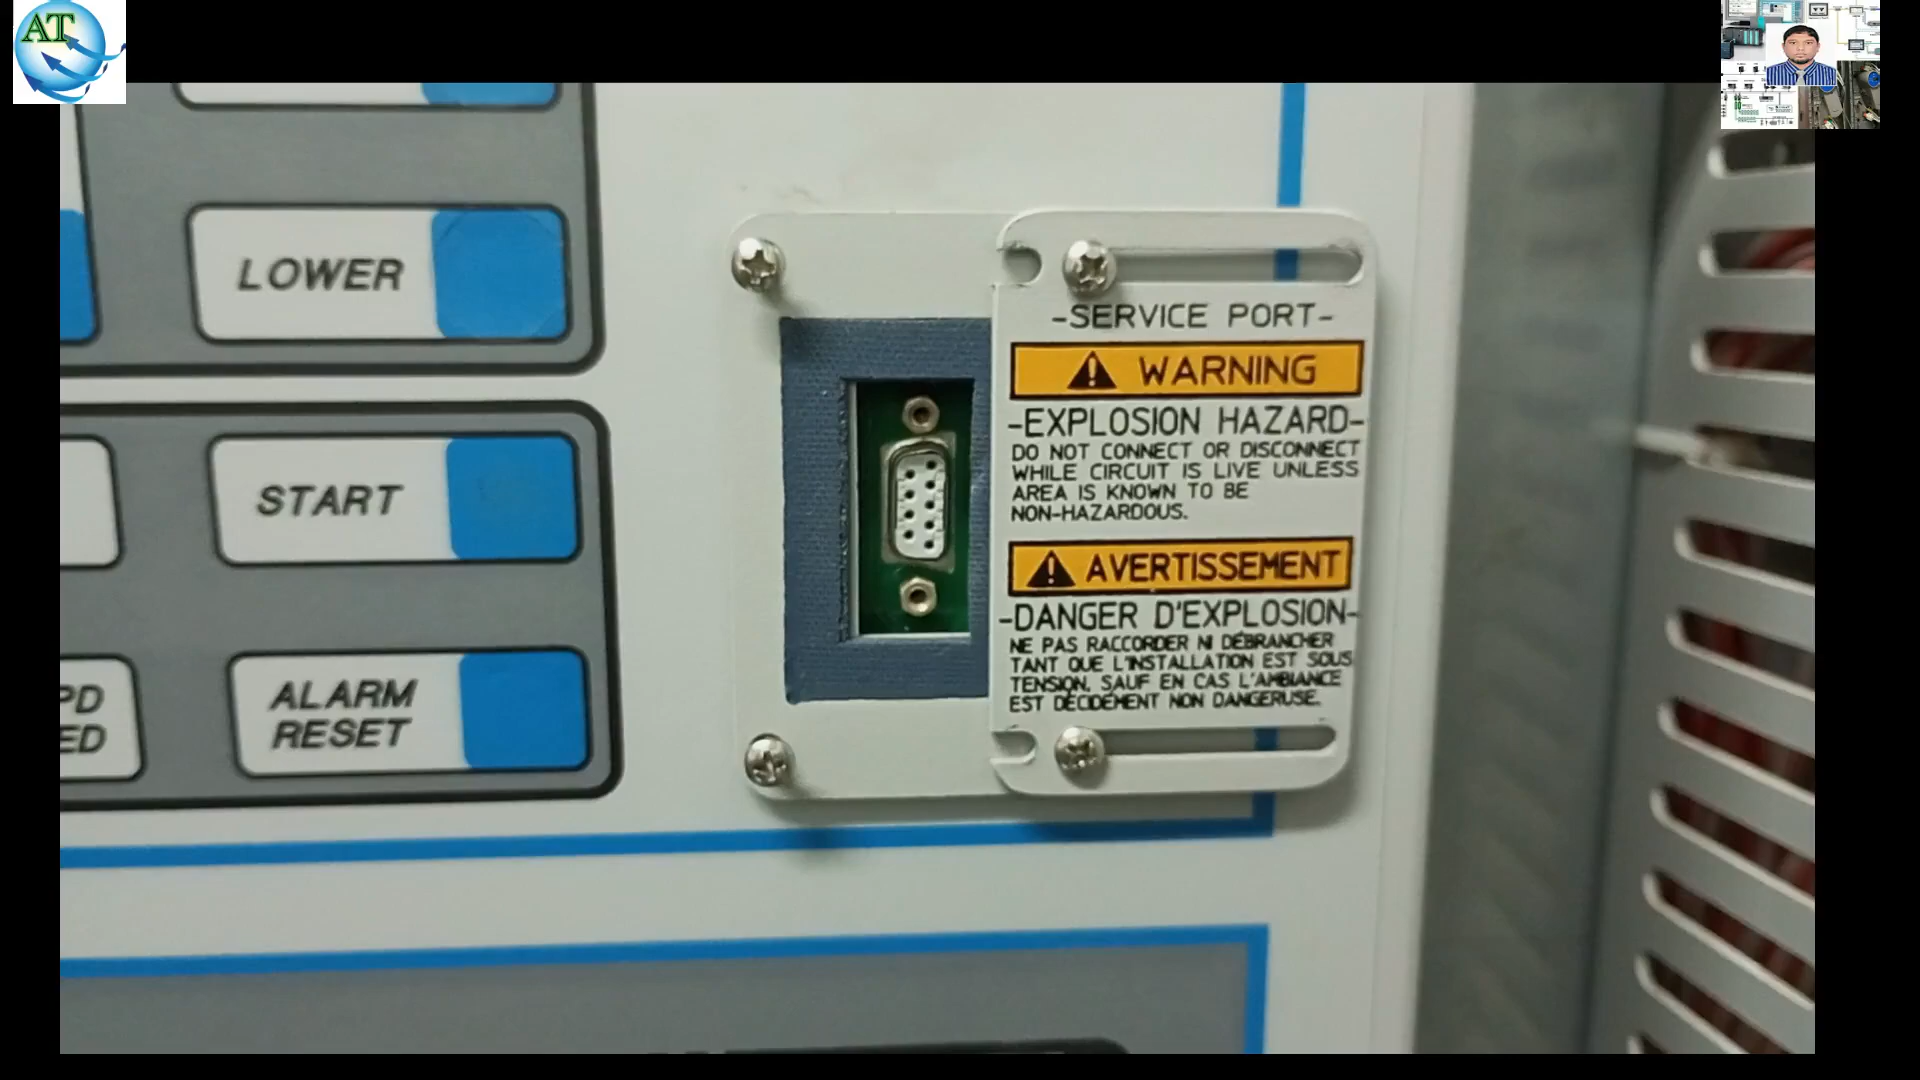 AT
LOWER
START
ALARM
RESET
-SERVICE PORT-
WARNING
-EXPLOSION HAZARD-
DO NOT CONNECT OR DISCONNECT
WHILE CIRCUIT IS LIVE UNLESS
AREA IS KNOWN TO BE
NON-HAZARDOUS.
AVERTISSEMENT
-DANGER D'EXPLOSION-
NE PAS RACCORDER NI DÉBRANCHER
TANT QUE L'INSTALLATION EST SOUS
TENSION, SAUF EN CAS L'AMBIANCE
EST DÉCIDÉMENT NON DANGERUSE.